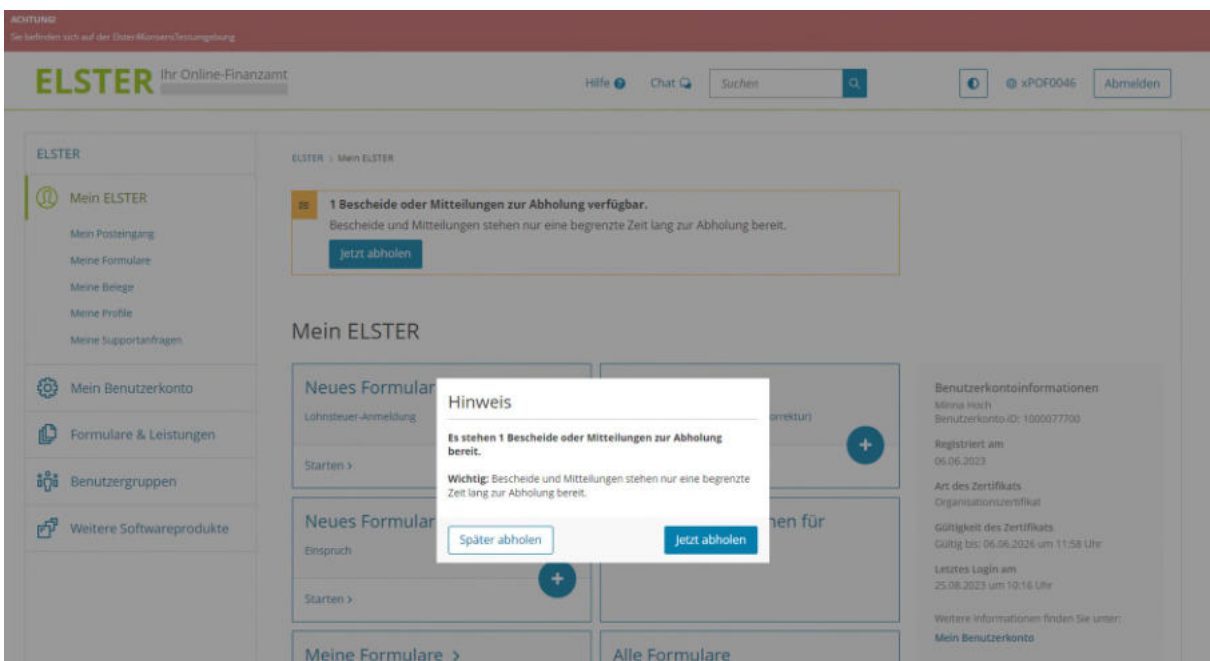 ACHTUNG!
Sie befinden sich auf der
ELSTER Ihr Online-Finanzamt
Hilfe
Chat
Suchen
xPOF0046
Abmelden
ELSTER
Mein ELSTER
Mein Posteingang
Meine Formulare
Meine Belege
Meine Profile
Meine Supportanfragen
Mein Benutzerkonto
Formulare & Leistungen
Benutzergruppen
Weitere Softwareprodukte
ELSTER > Mein ELSTER
1 Bescheide oder Mitteilungen zur Abholung verfügbar.
Bescheide und Mitteilungen stehen nur eine begrenzte Zeit lang zur Abholung bereit.
Jetzt abholen
Mein ELSTER
Neues Formular
Lohnsteuer-Anmeldung
Starten >
orrektur)
Hinweis
Es stehen 1 Bescheide oder Mitteilungen zur Abholung
bereit.
Wichtig: Bescheide und Mitteilungen stehen nur eine begrenzte
Zeit lang zur Abholung bereit.
Später abholen
Jetzt abholen
Neues Formular
Einspruch
Starten >
nen für
Meine Formulare >
Alle Formulare
Benutzerkontoinformationen
Minna Hoch
Benutzerkonto-ID: 1000077700
Registriert am
06.06.2023
Art des Zertifikats
Organisationszertifikat
Gültigkeit des Zertifikats
Gültig bis: 06.06.2026 um 11:58 Uhr
Letztes Login am
25.08.2023 um 10:16 Uhr
Weitere Informationen finden Sie unter:
Mein Benutzerkonto